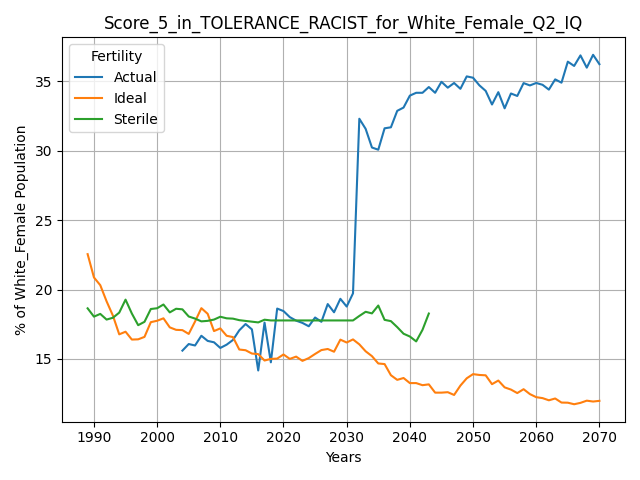 Score_5_in_TOLERANCE_RACIST_for_White_Female_Q2_IQ
Fertility
Actual
Ideal
Sterile
% of White_Female Population
35
30
25
20
15
1990 2000 2010 2020 2030 2040 2050 2060 2070
Years